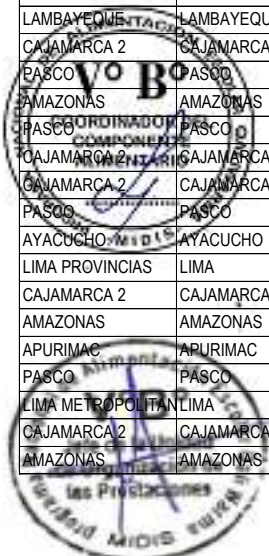 LAMBAYEQUE LAMBAYEQU
CAJAMARCA 2 CAJAMARCA
PASCO PASCO
V° B°
AMAZONAS AMAZONAS
PASCO PASCO
COORDINADOR DEL
COMPONENTE
ALIMENTARIO
CAJAMARCA 2 CAJAMARCA
CAJAMARCA 2 CAJAMARCA
PASCO PASCO
MIDIS
AYACUCHO AYACUCHO
LIMA PROVINCIAS LIMA
CAJAMARCA 2 CAJAMARCA
AMAZONAS AMAZONAS
APURIMAC APURIMAC
PASCO PASCO
LIMA METROPOLITAN LIMA
CAJAMARCA 2 CAJAMARCA
AMAZONAS AMAZONAS
las Prestaciones
MIDIS